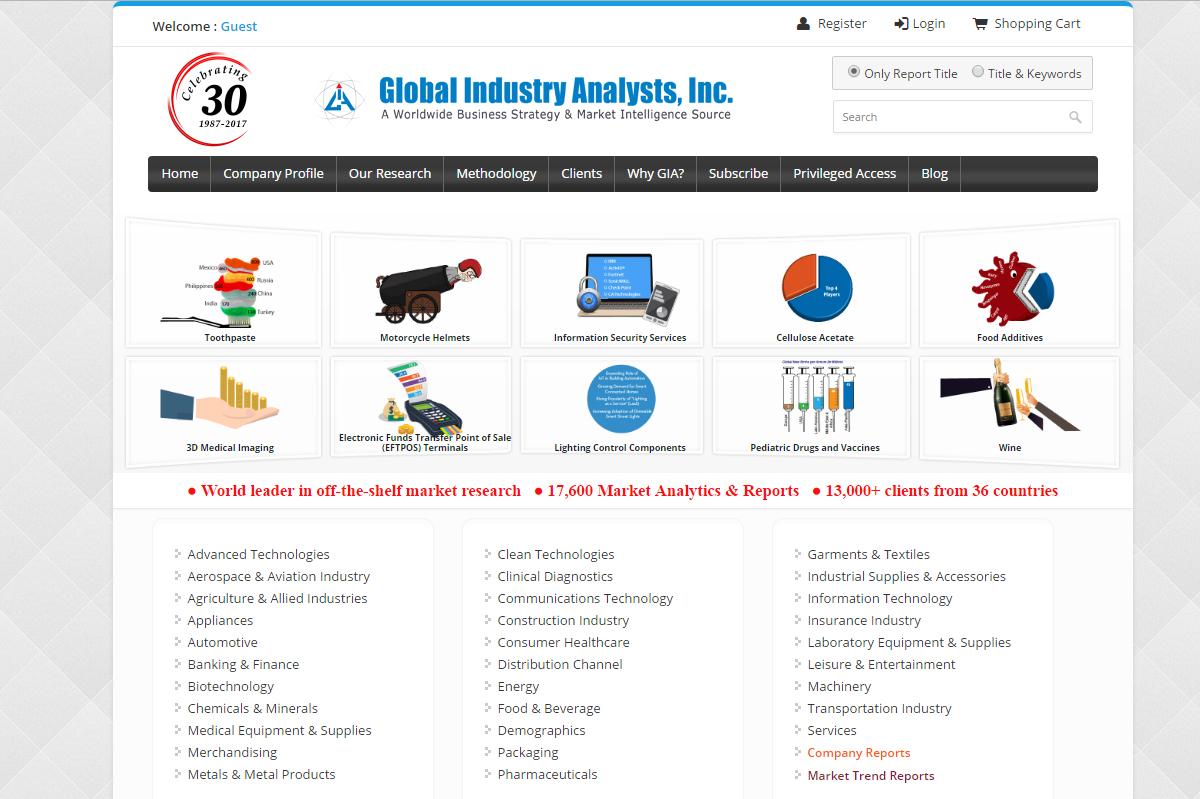 Welcome : Guest
Register
Login
Shopping Cart
Celebrating
30
1987-2017
Global Industry Analysts, Inc.
A Worldwide Business Strategy & Market Intelligence Source
Only Report Title
Title & Keywords
Search
Home
Company Profile
Our Research
Methodology
Clients
Why GIA?
Subscribe
Privileged Access
Blog
USA
Mexico
Russia
Philippines
China
India
Turkey
Toothpaste
Motorcycle Helmets
Information Security Services
Top 4
Players
Cellulose Acetate
Food Additives
3D Medical Imaging
Electronic Funds Transfer Point of Sale
(EFTPOS) Terminals
Lighting Control Components
Pediatric Drugs and Vaccines
Wine
● World leader in off-the-shelf market research ● 17,600 Market Analytics & Reports ● 13,000+ clients from 36 countries
Advanced Technologies
Aerospace & Aviation Industry
Agriculture & Allied Industries
Appliances
Automotive
Banking & Finance
Biotechnology
Chemicals & Minerals
Medical Equipment & Supplies
Merchandising
Metals & Metal Products
Clean Technologies
Clinical Diagnostics
Communications Technology
Construction Industry
Consumer Healthcare
Distribution Channel
Energy
Food & Beverage
Demographics
Packaging
Pharmaceuticals
Garments & Textiles
Industrial Supplies & Accessories
Information Technology
Insurance Industry
Laboratory Equipment & Supplies
Leisure & Entertainment
Machinery
Transportation Industry
Services
Company Reports
Market Trend Reports